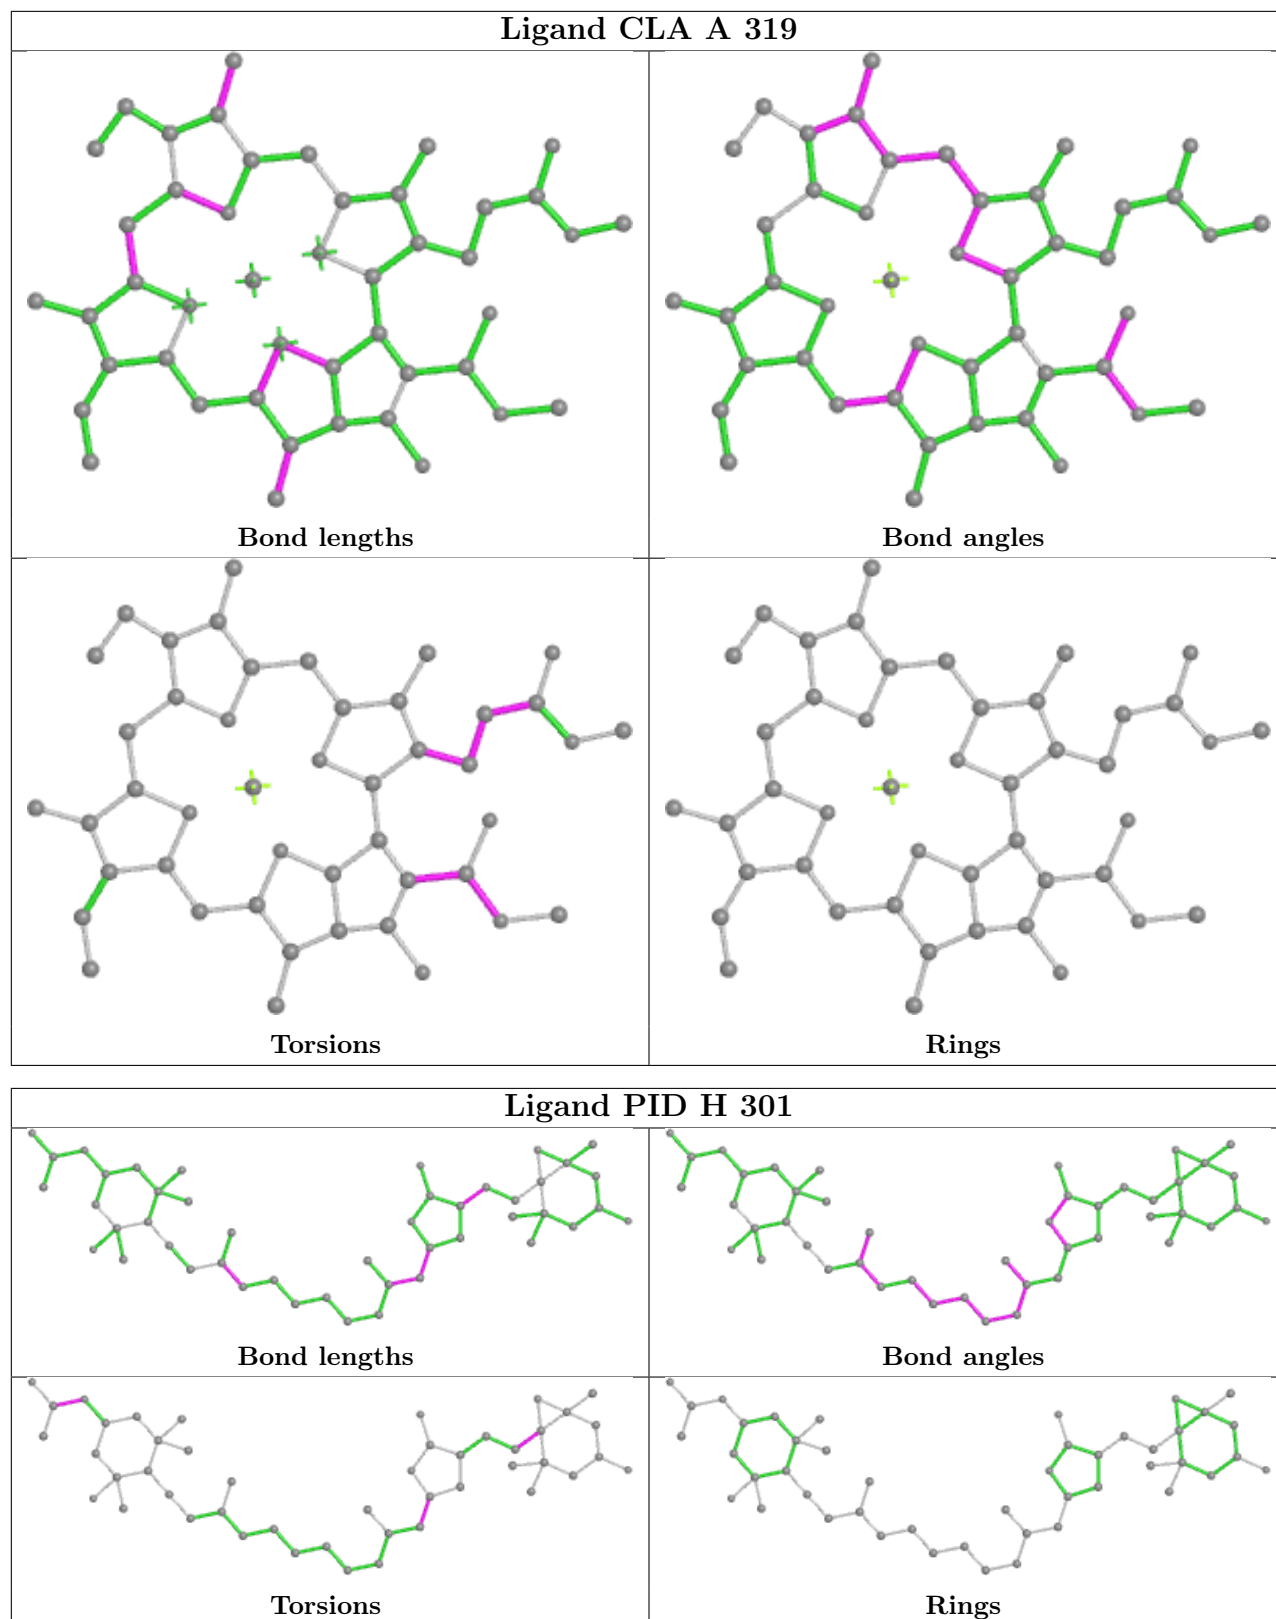 Ligand CLA A 319
Bond lengths
Bond angles
Torsions
Rings
Ligand PID H 301
Bond lengths
Bond angles
Torsions
Rings